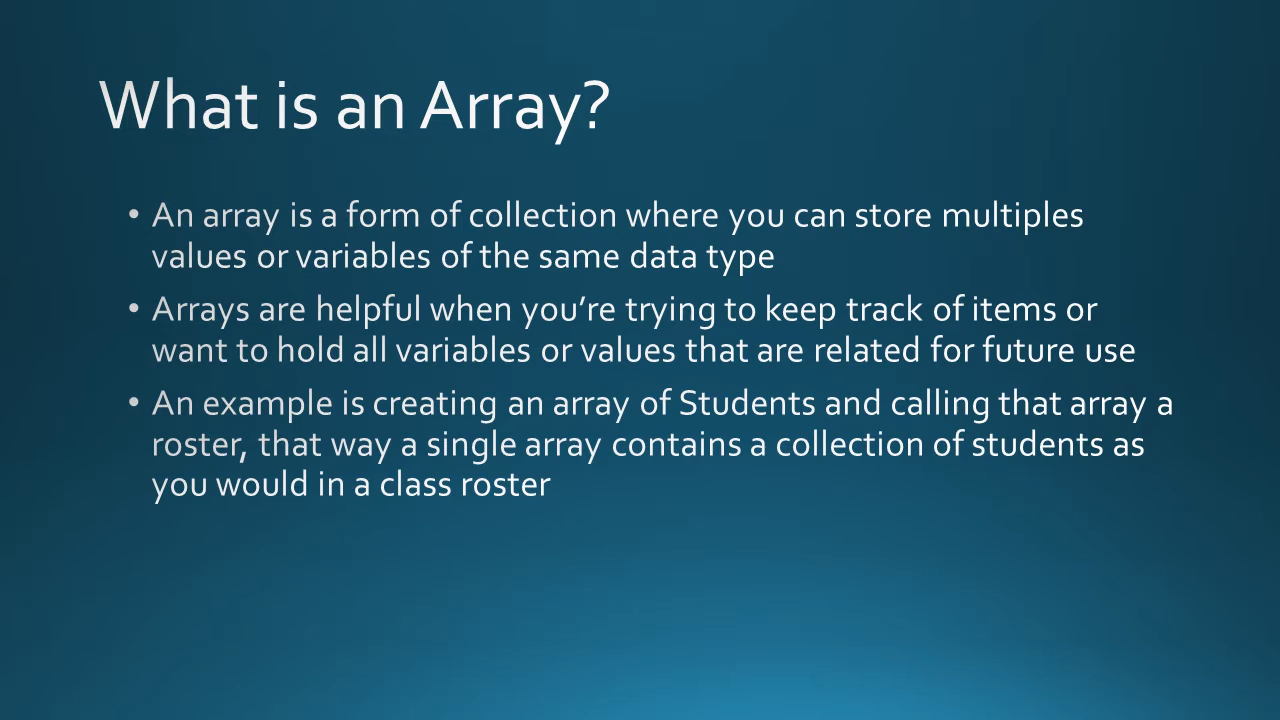 What is an Array?
• An array is a form of collection where you can store multiples
values or variables of the same data type
• Arrays are helpful when you’re trying to keep track of items or
want to hold all variables or values that are related for future use
• An example is creating an array of Students and calling that array a
roster, that way a single array contains a collection of students as
you would in a class roster